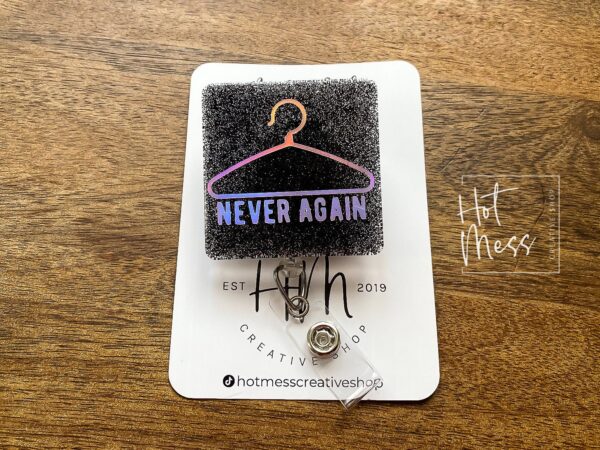 NEVER AGAIN
EST 2019
CREATIVE SHOP
hotmesscreativeshop
Hot
Mess